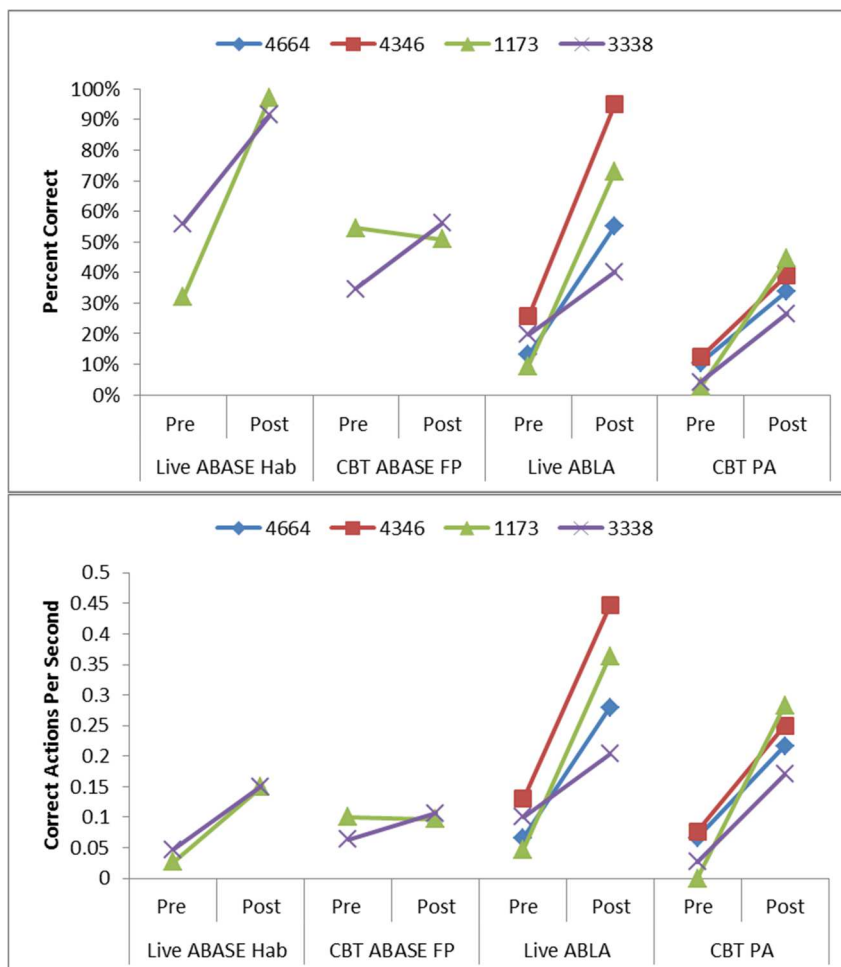 4664 4346 1173 3338
100%
90%
80%
70%
60%
50%
40%
30%
20%
10%
0%
Percent Correct
Pre Post Pre Post Pre Post Pre Post
Live ABASE Hab CBT ABASE FP Live ABLA CBT PA
4664 4346 1173 3338
0.5
0.45
0.4
0.35
0.3
0.25
0.2
0.15
0.1
0.05
0
Correct Actions Per Second
Pre Post Pre Post Pre Post Pre Post
Live ABASE Hab CBT ABASE FP Live ABLA CBT PA